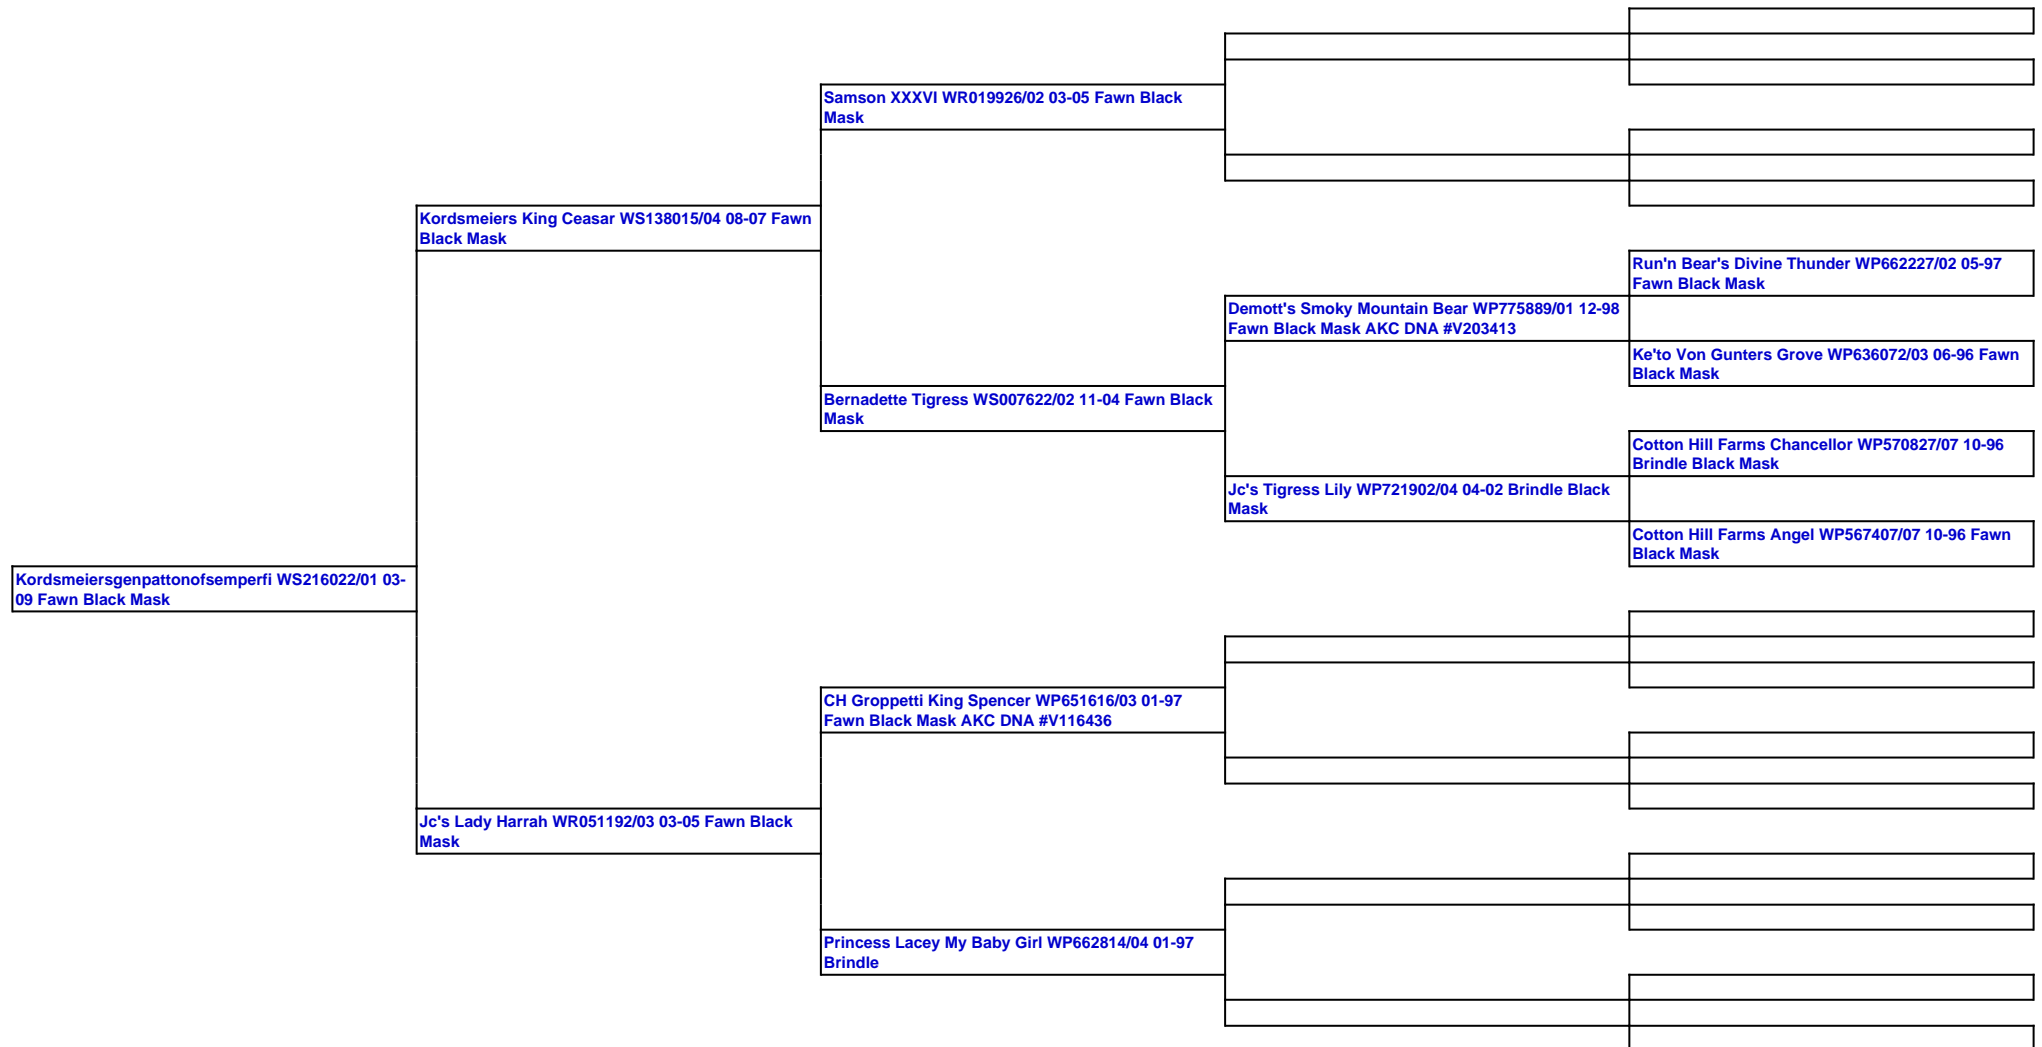 Samson XXXVI WR019926/02 03-05 Fawn Black
Mask
Kordsmeiers King Ceasar WS138015/04 08-07 Fawn
Black Mask
Run'n Bear's Divine Thunder WP662227/02 05-97
Fawn Black Mask
Demott's Smoky Mountain Bear WP775889/01 12-98
Fawn Black Mask AKC DNA #V203413
Ke'to Von Gunters Grove WP636072/03 06-96 Fawn
Black Mask
Bernadette Tigress WS007622/02 11-04 Fawn Black
Mask
Cotton Hill Farms Chancellor WP570827/07 10-96
Brindle Black Mask
Jc's Tigress Lily WP721902/04 04-02 Brindle Black
Mask
Cotton Hill Farms Angel WP567407/07 10-96 Fawn
Black Mask
Kordsmeiersgenpattonofsemperfi WS216022/01 03-
09 Fawn Black Mask
CH Groppetti King Spencer WP651616/03 01-97
Fawn Black Mask AKC DNA #V116436
Jc's Lady Harrah WR051192/03 03-05 Fawn Black
Mask
Princess Lacey My Baby Girl WP662814/04 01-97
Brindle